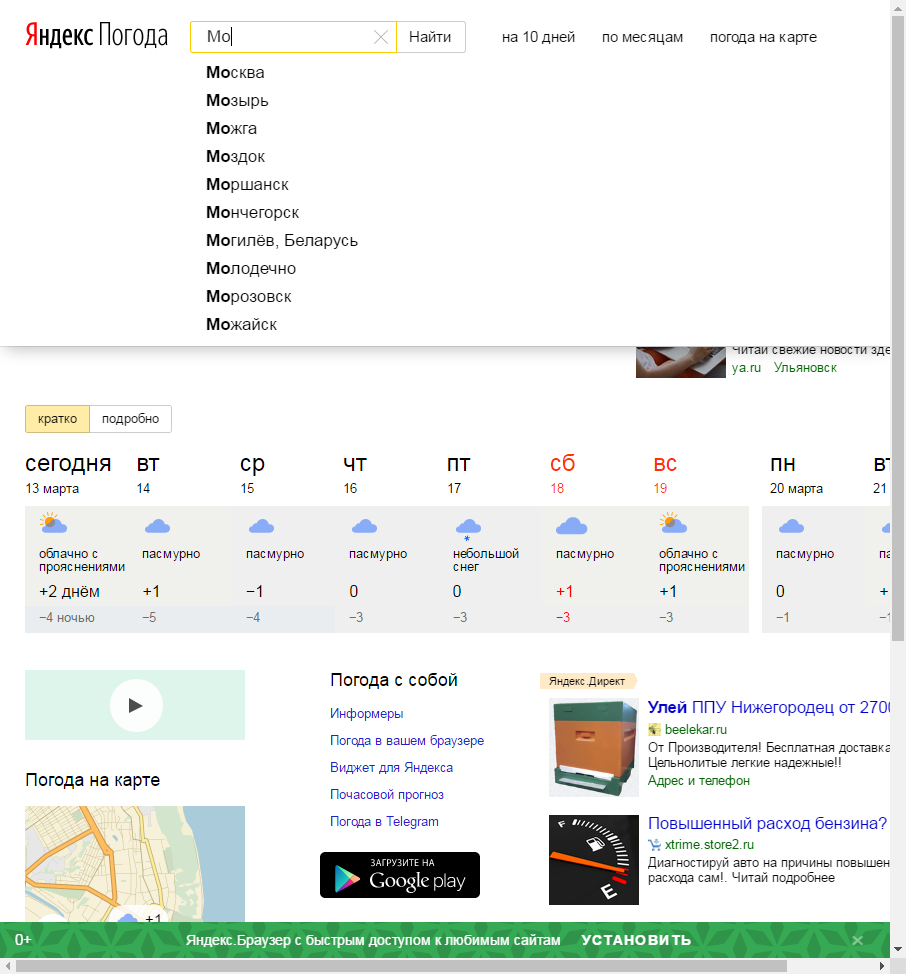 Яндекс Погода
Мо
Найти
на 10 дней
по месяцам
погода на карте
Москва
Мозырь
Можга
Моздок
Моршанск
Мончегорск
Могилёв, Беларусь
Молодечно
Морозовск
Можайск
Читай свежие новости зде
ya.ru Ульяновск
кратко подробно
сегодня вт ср чт пт сб вс пн вт
13 марта 14 15 16 17 18 19 20 марта 21
облачно с прояснениями
пасмурно
пасмурно
пасмурно
небольшой снег
пасмурно
облачно с прояснениями
пасмурно
па
+2 днём +1 −1 0 0 +1 +1 0 +
−4 ночью −5 −4 −3 −3 −3 −3 −1 −1
Погода на карте
+1
Погода с собой
Информеры
Погода в вашем браузере
Виджет для Яндекса
Почасовой прогноз
Погода в Telegram
ЗАГРУЗИТЕ НА
Google play
Яндекс.Директ
Улей ППУ Нижегородец от 2700
beelekar.ru
От Производителя! Бесплатная доставка
Цельнолитые легкие надежные!!
Адрес и телефон
F
E
Повышенный расход бензина?
xtrime.store2.ru
Диагностируй авто на причины повышен
расхода сам!. Читай подробнее
0+
Яндекс.Браузер с быстрым доступом к любимым сайтам
УСТАНОВИТЬ